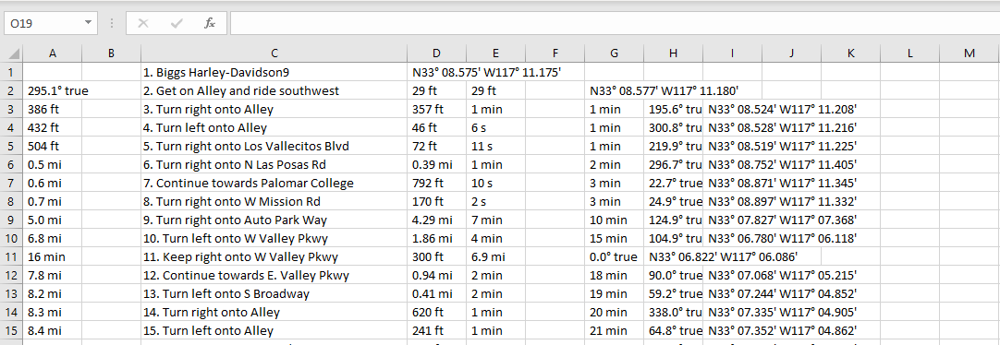 O19 fx
A B C D E F G H I J K L M
1 1. Biggs Harley-Davidson9 N33° 08.575' W117° 11.175'
2 295.1° true 2. Get on Alley and ride southwest 29 ft 29 ft N33° 08.577' W117° 11.180'
3 386 ft 3. Turn right onto Alley 357 ft 1 min 1 min 195.6° tru N33° 08.524' W117° 11.208'
4 432 ft 4. Turn left onto Alley 46 ft 6 s 1 min 300.8° tru N33° 08.528' W117° 11.216'
5 504 ft 5. Turn right onto Los Vallecitos Blvd 72 ft 11 s 1 min 219.9° tru N33° 08.519' W117° 11.225'
6 0.5 mi 6. Turn right onto N Las Posas Rd 0.39 mi 1 min 2 min 296.7° tru N33° 08.752' W117° 11.405'
7 0.6 mi 7. Continue towards Palomar College 792 ft 10 s 3 min 22.7° true N33° 08.871' W117° 11.345'
8 0.7 mi 8. Turn right onto W Mission Rd 170 ft 2 s 3 min 24.9° true N33° 08.897' W117° 11.332'
9 5.0 mi 9. Turn right onto Auto Park Way 4.29 mi 7 min 10 min 124.9° tru N33° 07.827' W117° 07.368'
10 6.8 mi 10. Turn left onto W Valley Pkwy 1.86 mi 4 min 15 min 104.9° tru N33° 06.780' W117° 06.118'
11 16 min 11. Keep right onto W Valley Pkwy 300 ft 6.9 mi 0.0° true N33° 06.822' W117° 06.086'
12 7.8 mi 12. Continue towards E. Valley Pkwy 0.94 mi 2 min 18 min 90.0° true N33° 07.068' W117° 05.215'
13 8.2 mi 13. Turn left onto S Broadway 0.41 mi 2 min 19 min 59.2° true N33° 07.244' W117° 04.852'
14 8.3 mi 14. Turn right onto Alley 620 ft 1 min 20 min 338.0° tru N33° 07.335' W117° 04.905'
15 8.4 mi 15. Turn left onto Alley 241 ft 1 min 21 min 64.8° true N33° 07.352' W117° 04.862'